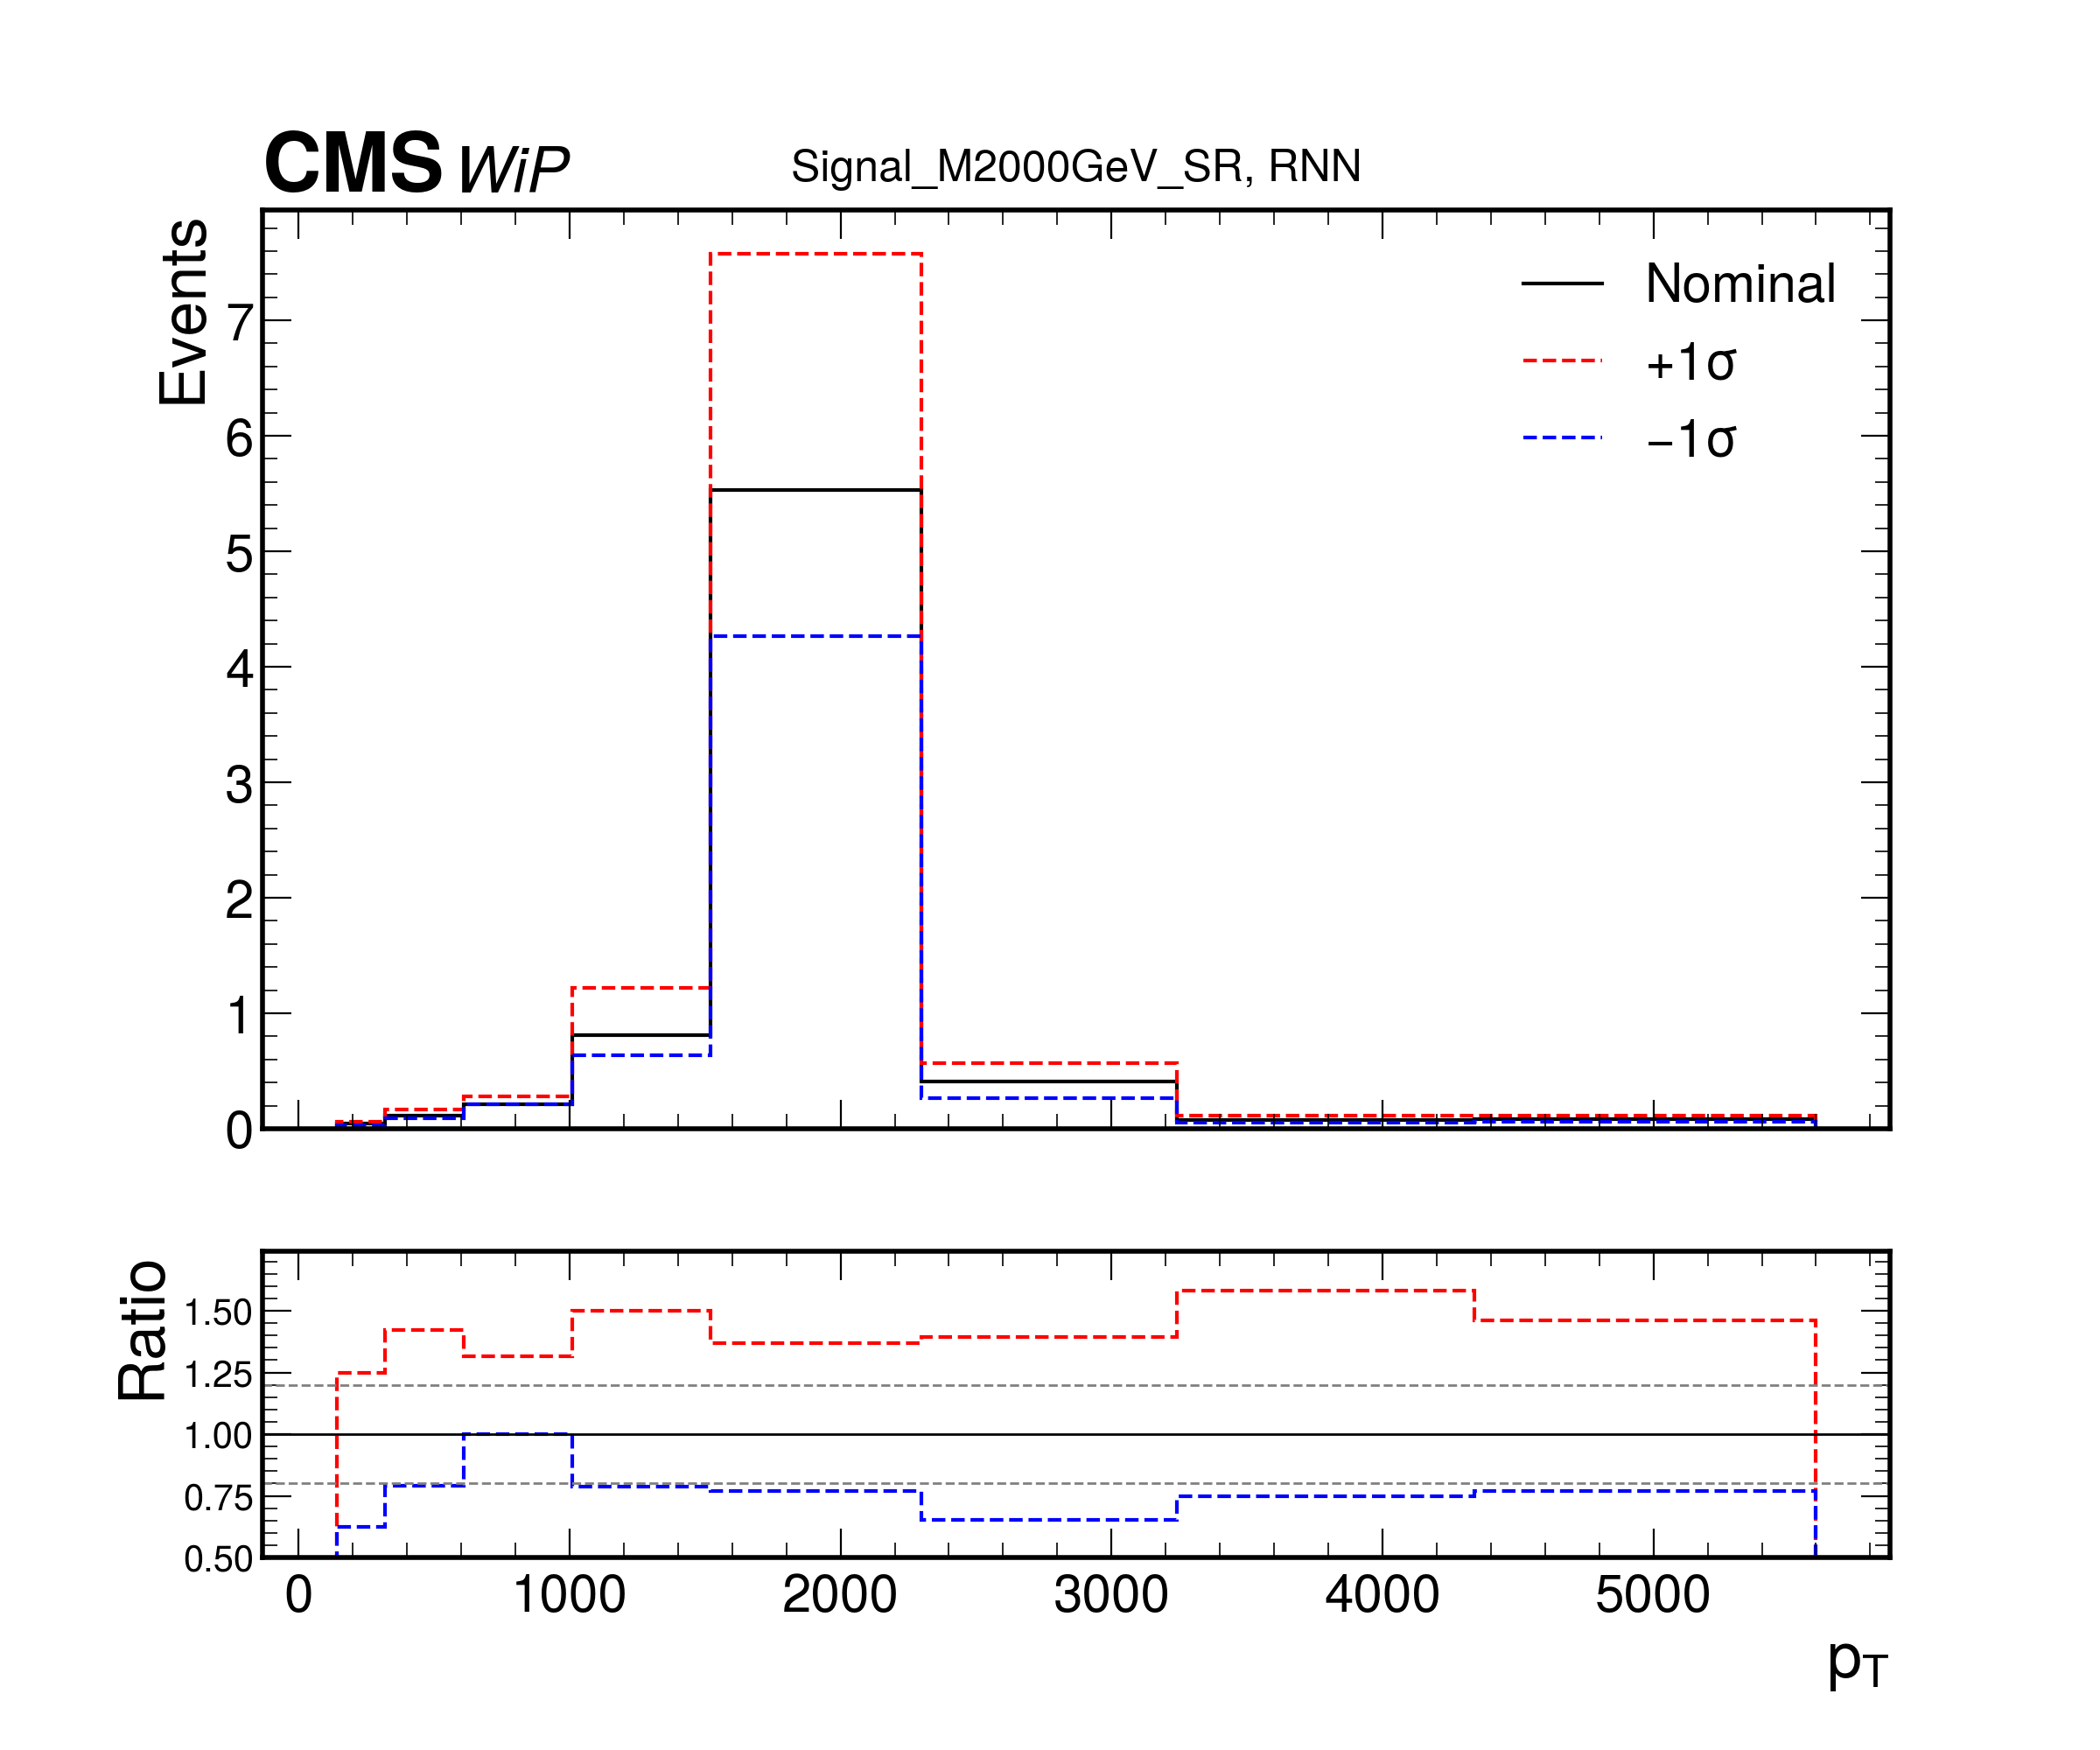 CMS WiP
Signal_M2000GeV_SR, RNN
Events
7
6
5
4
3
2
1
0
Nominal
+1σ
−1σ
Ratio
1.50
1.25
1.00
0.75
0.50
0 1000 2000 3000 4000 5000
pT